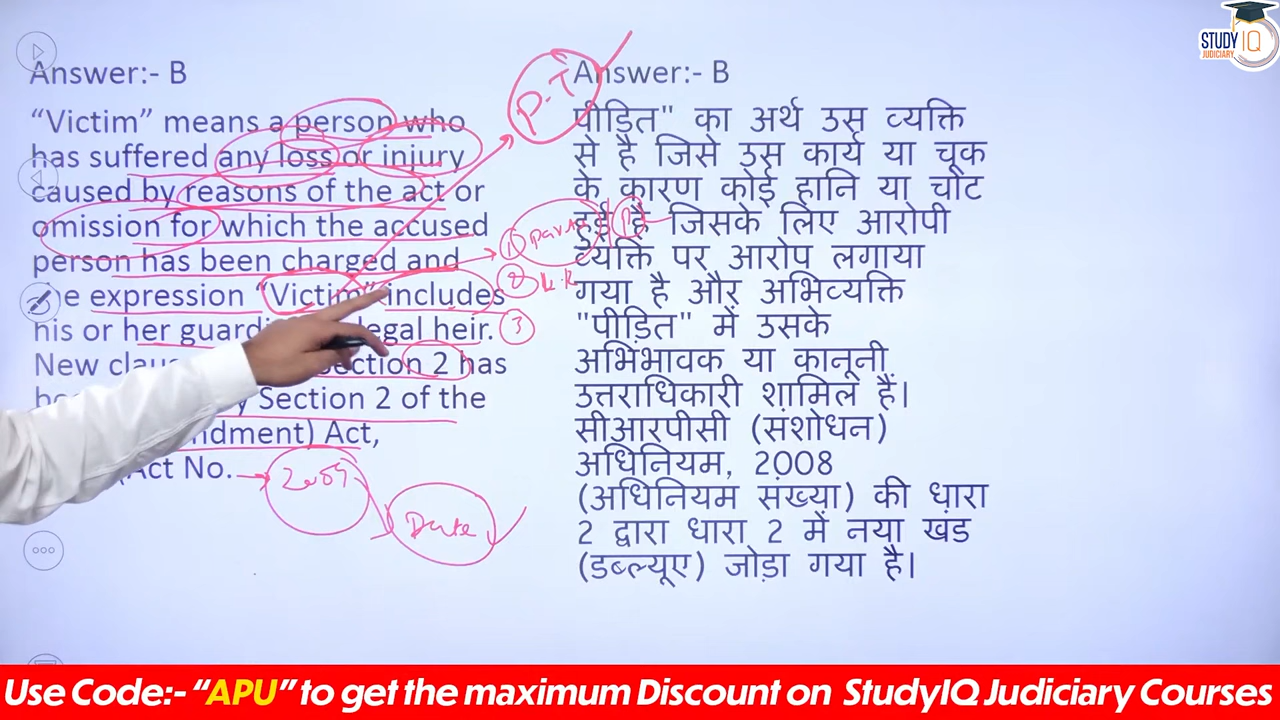 STUDY IQ
JUDICIARY
Answer:- B
“Victim” means a person who
has suffered any loss or injury
caused by reasons of the act or
omission for which the accused
person has been charged and
expression “Victim” includes
his or her guardi legal heir.
New clau Section 2 has
Section 2 of the
ndment) Act,
Act No.
2009
Date
P.T.
1
2
3
Answer:- B
पीड़ित" का अर्थ उस व्यक्ति
से है जिसे उस कार्य या चूक
के कारण कोई हानि या चोट
हुई है जिसके लिए आरोपी
व्यक्ति पर आरोप लगाया
गया है और अभिव्यक्ति
"पीड़ित" में उसके
अभिभावक या कानूनी
उत्तराधिकारी शामिल हैं।
सीआरपीसी (संशोधन)
अधिनियम, 2008
(अधिनियम संख्या) की धारा
2 द्वारा धारा 2 में नया खंड
(डब्ल्यूए) जोड़ा गया है।
Use Code:- “APU” to get the maximum Discount on StudyIQ Judiciary Courses